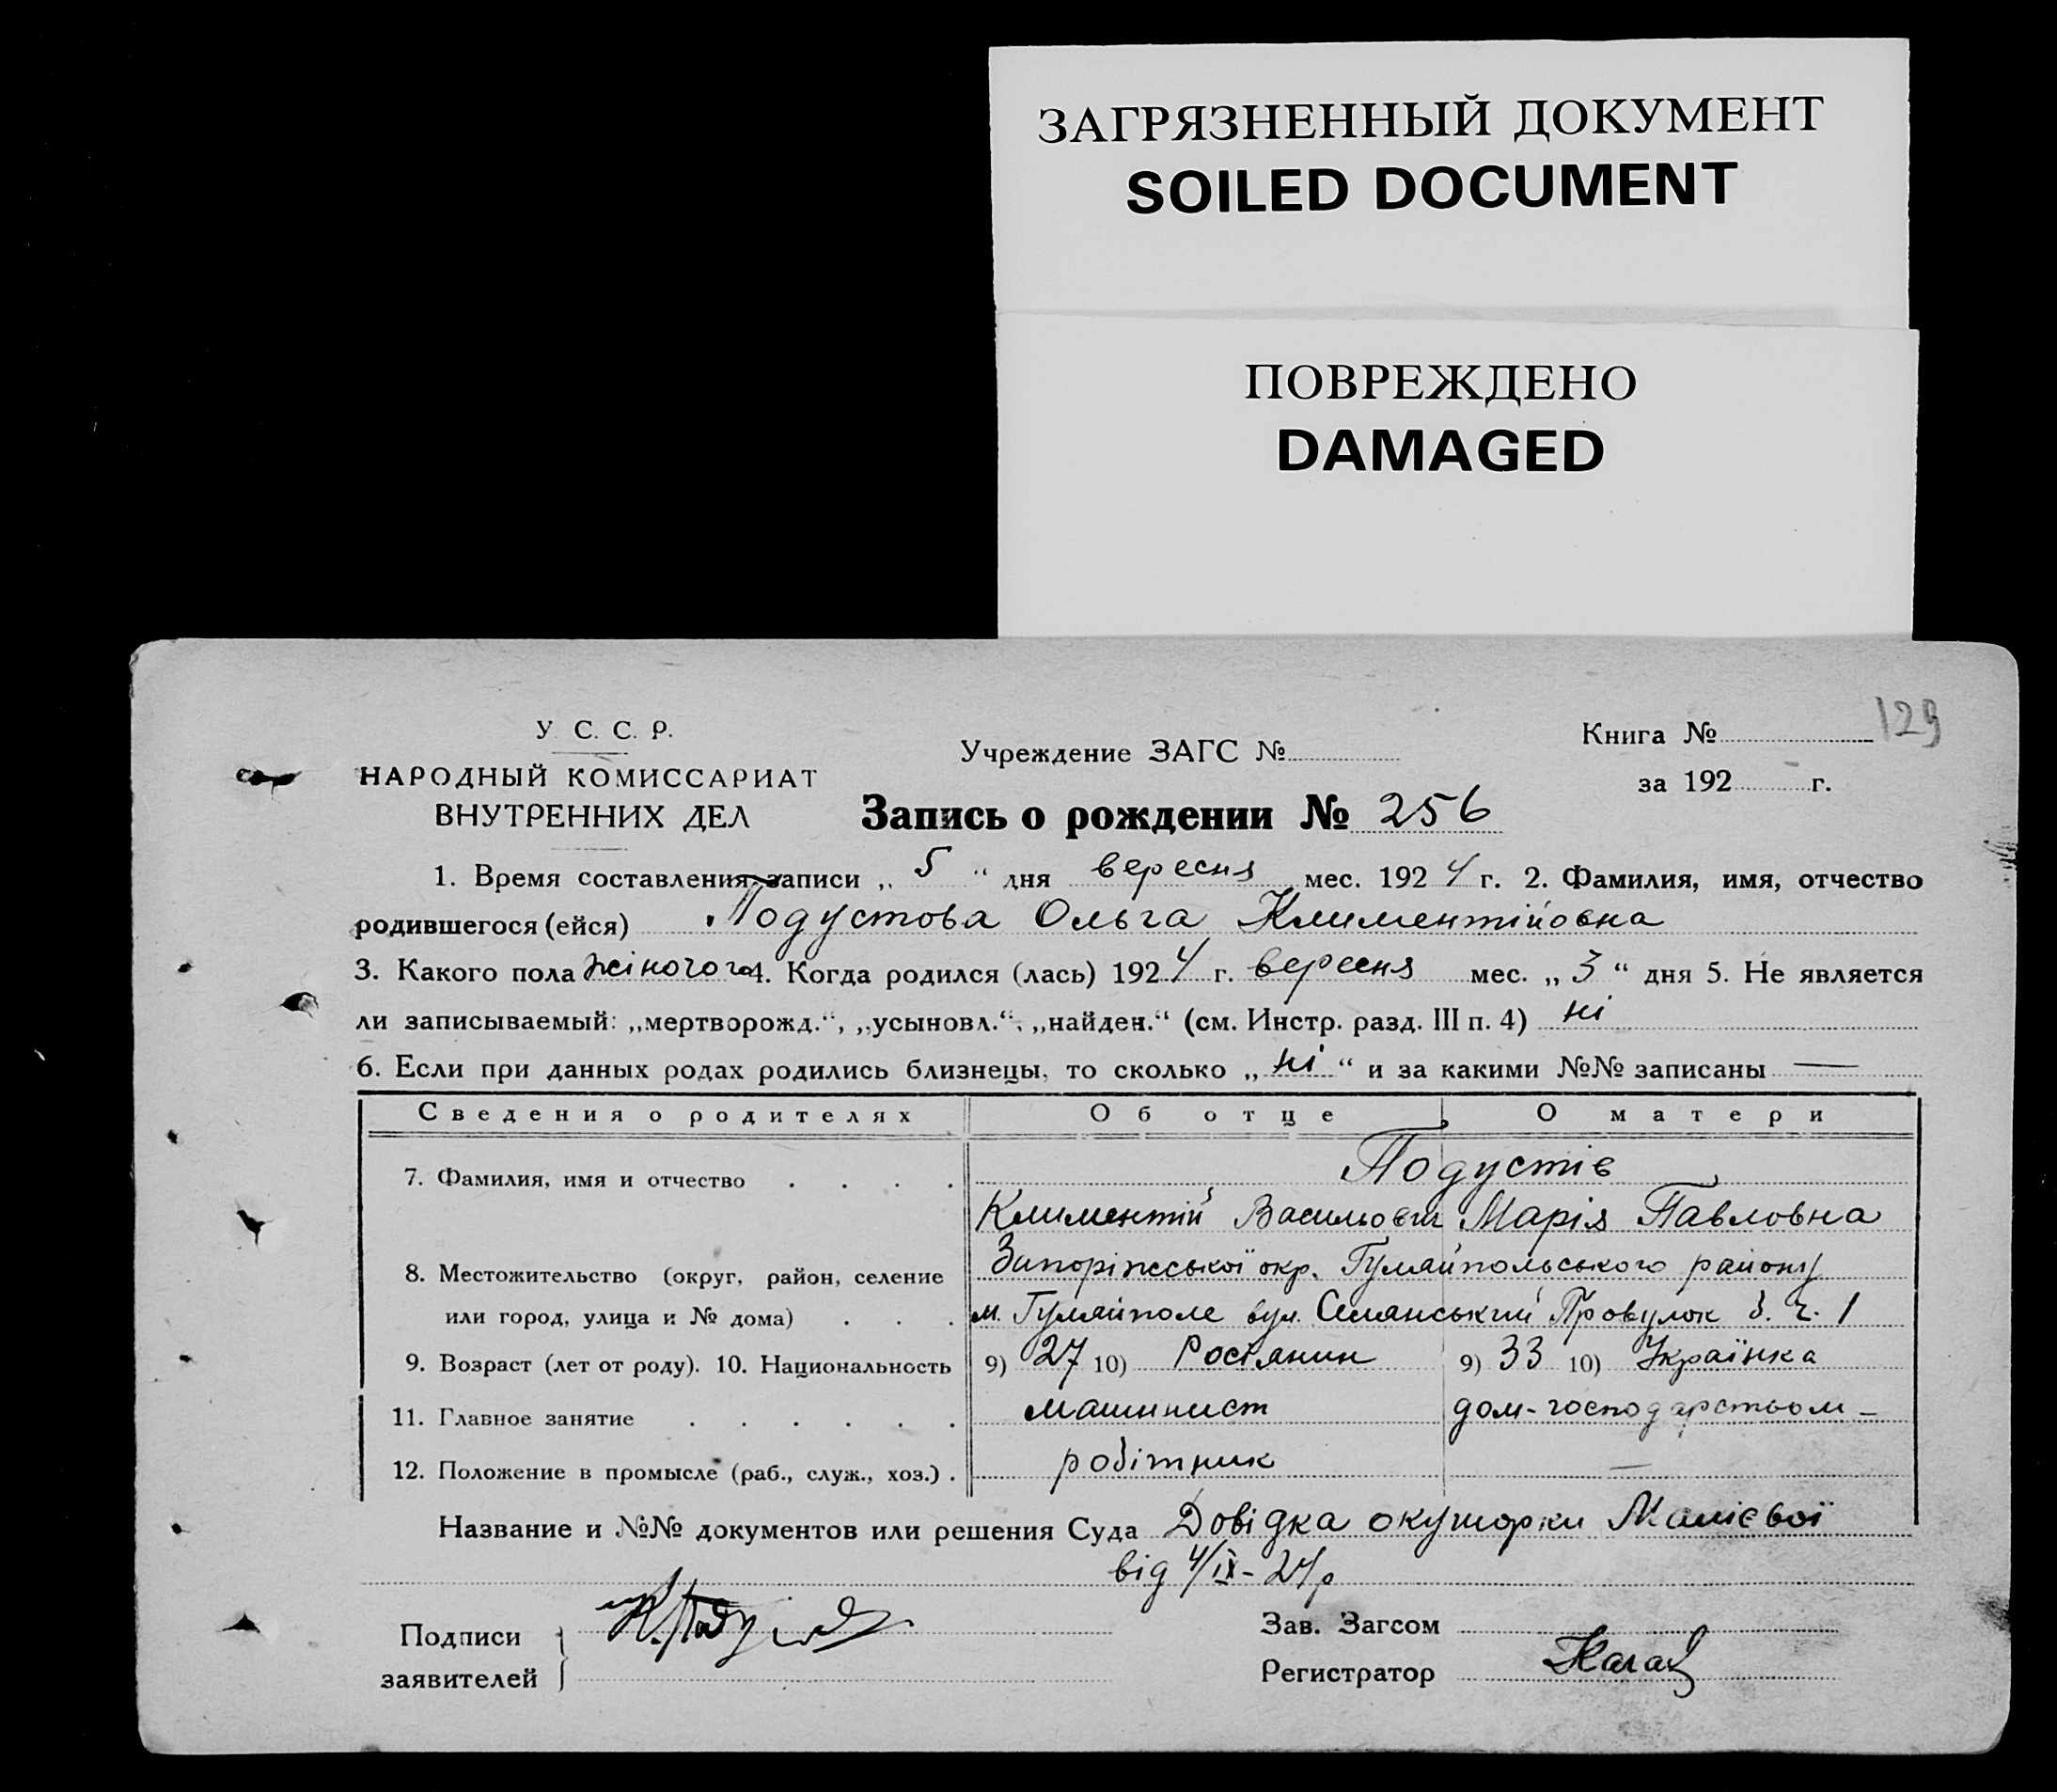 ЗАГРЯЗНЕННЫЙ ДОКУМЕНТ
SOILED DOCUMENT
ПОВРЕЖДЕНО
DAMAGED
129
У С. С. Р.
НАРОДНЫЙ КОМИССАРИАТ
ВНУТРЕННИХ ДЕЛ
Учреждение ЗАГС №
Книга №
за 192 г.
Запись о рождении № 256
1. Время составления записи „ 5 “ дня вересня мес. 1924 г. 2. Фамилия, имя, отчество
родившегося (ейся) Подустова Ольга Климентійовна
3. Какого пола жіночого 4. Когда родился (лась) 1924 г. вересня мес. „ 3 “ дня 5. Не является
ли записываемый: „мертворожд.“, „усыновл.“, „найден.“ (см. Инстр. разд. III п. 4) ні
6. Если при данных родах родились близнецы, то сколько „ ні “ и за какими №№ записаны —
Сведения о родителях Об отце О матери
7. Фамилия, имя и отчество . . . . Подустів
Климентій Васильович Марія Павловна
8. Местожительство (округ, район, селение Запоріжської окр. Гуляйпольського району
или город, улица и № дома) . . . м. Гуляйполе вул. Семанський Провулок б. ч. 1
9. Возраст (лет от роду). 10. Национальность 9) 27 10) Росіянин 9) 33 10) Українка
11. Главное занятие . . . . . . машинист дом-господарством –
12. Положение в промысле (раб., служ., хоз.) . робітник —
Название и №№ документов или решения Суда Довідка окушорки
від 4/IX – 24 р
Подписи
заявителей
Зав. Загсом
Регистратор